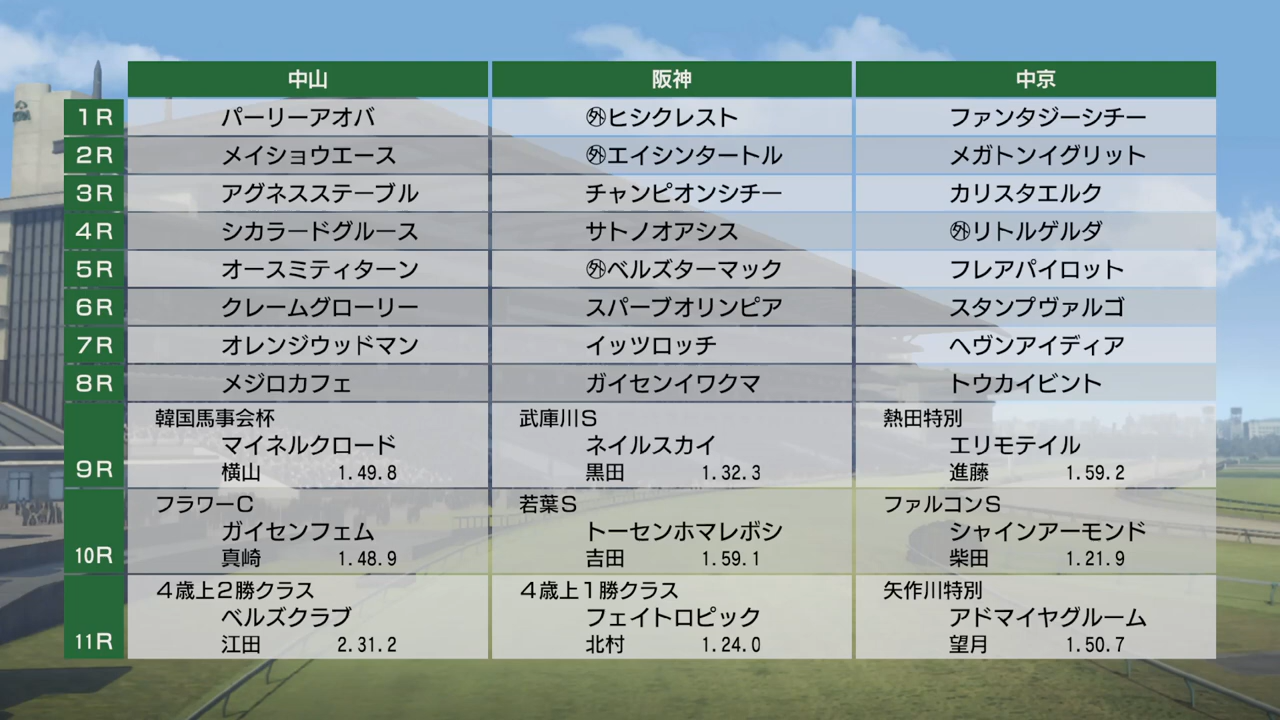 中山 阪神 中京
1R パーリーアオバ ㊕ヒシクレスト ファンタジーシチー
2R メイショウエース 外エイシンタートル メガトンイグリット
3R アグネスステーブル チャンピオンシチー カリスタエルク
4R シカラードグルース サトノオアシス 外リトルゲルダ
5R オースミティターン 外ベルズターマック フレアパイロット
6R クレームグローリー スパーブオリンピア スタンプヴァルゴ
7R オレンジウッドマン イッツロッチ ヘヴンアイディア
8R メジロカフェ ガイセンイワクマ トウカイビント
韓国馬事会杯 武庫川S 熱田特別
マイネルクロード ネイルスカイ エリモテイル
9R 横山 1.49.8 黒田 1.32.3 進藤 1.59.2
フラワーC 若葉S ファルコンS
ガイセンフェム トーセンホマレボシ シャインアーモンド
10R 真崎 1.48.9 吉田 1.59.1 柴田 1.21.9
4歳上2勝クラス 4歳上1勝クラス 矢作川特別
ベルズクラブ フェイトロピック アドマイヤグルーム
11R 江田 2.31.2 北村 1.24.0 望月 1.50.7